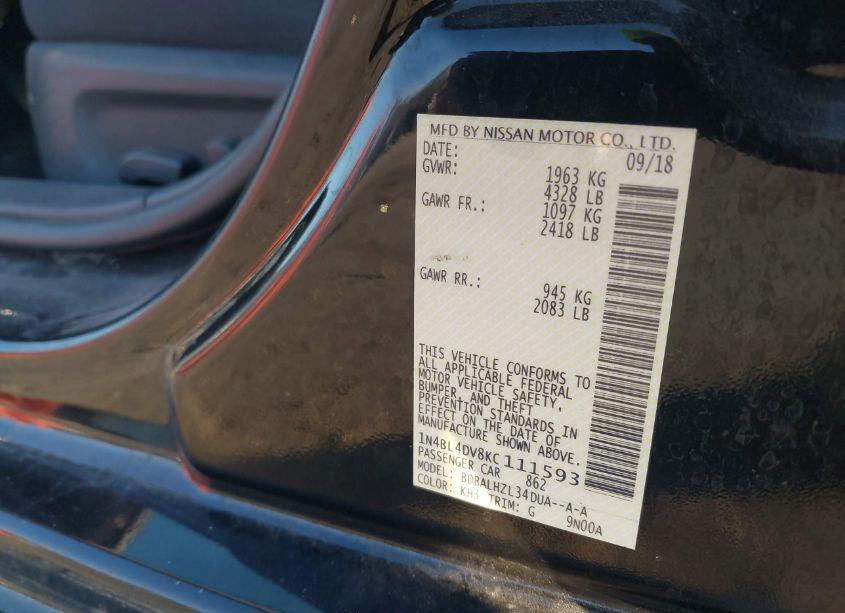 MFD BY NISSAN MOTOR CO., LTD.
DATE: 09/18
GVWR: 1963 KG
4328 LB
GAWR FR.: 1097 KG
2418 LB
GAWR RR.: 945 KG
2083 LB
THIS VEHICLE CONFORMS TO
ALL APPLICABLE FEDERAL
MOTOR VEHICLE SAFETY,
BUMPER, AND THEFT
PREVENTION STANDARDS IN
EFFECT ON THE DATE OF
MANUFACTURE SHOWN ABOVE.
1N4BL4DV8KC111593
PASSENGER CAR 862
MODEL: BDBALHZL34DUA--A-A
COLOR: KH3 TRIM: G 9N00A